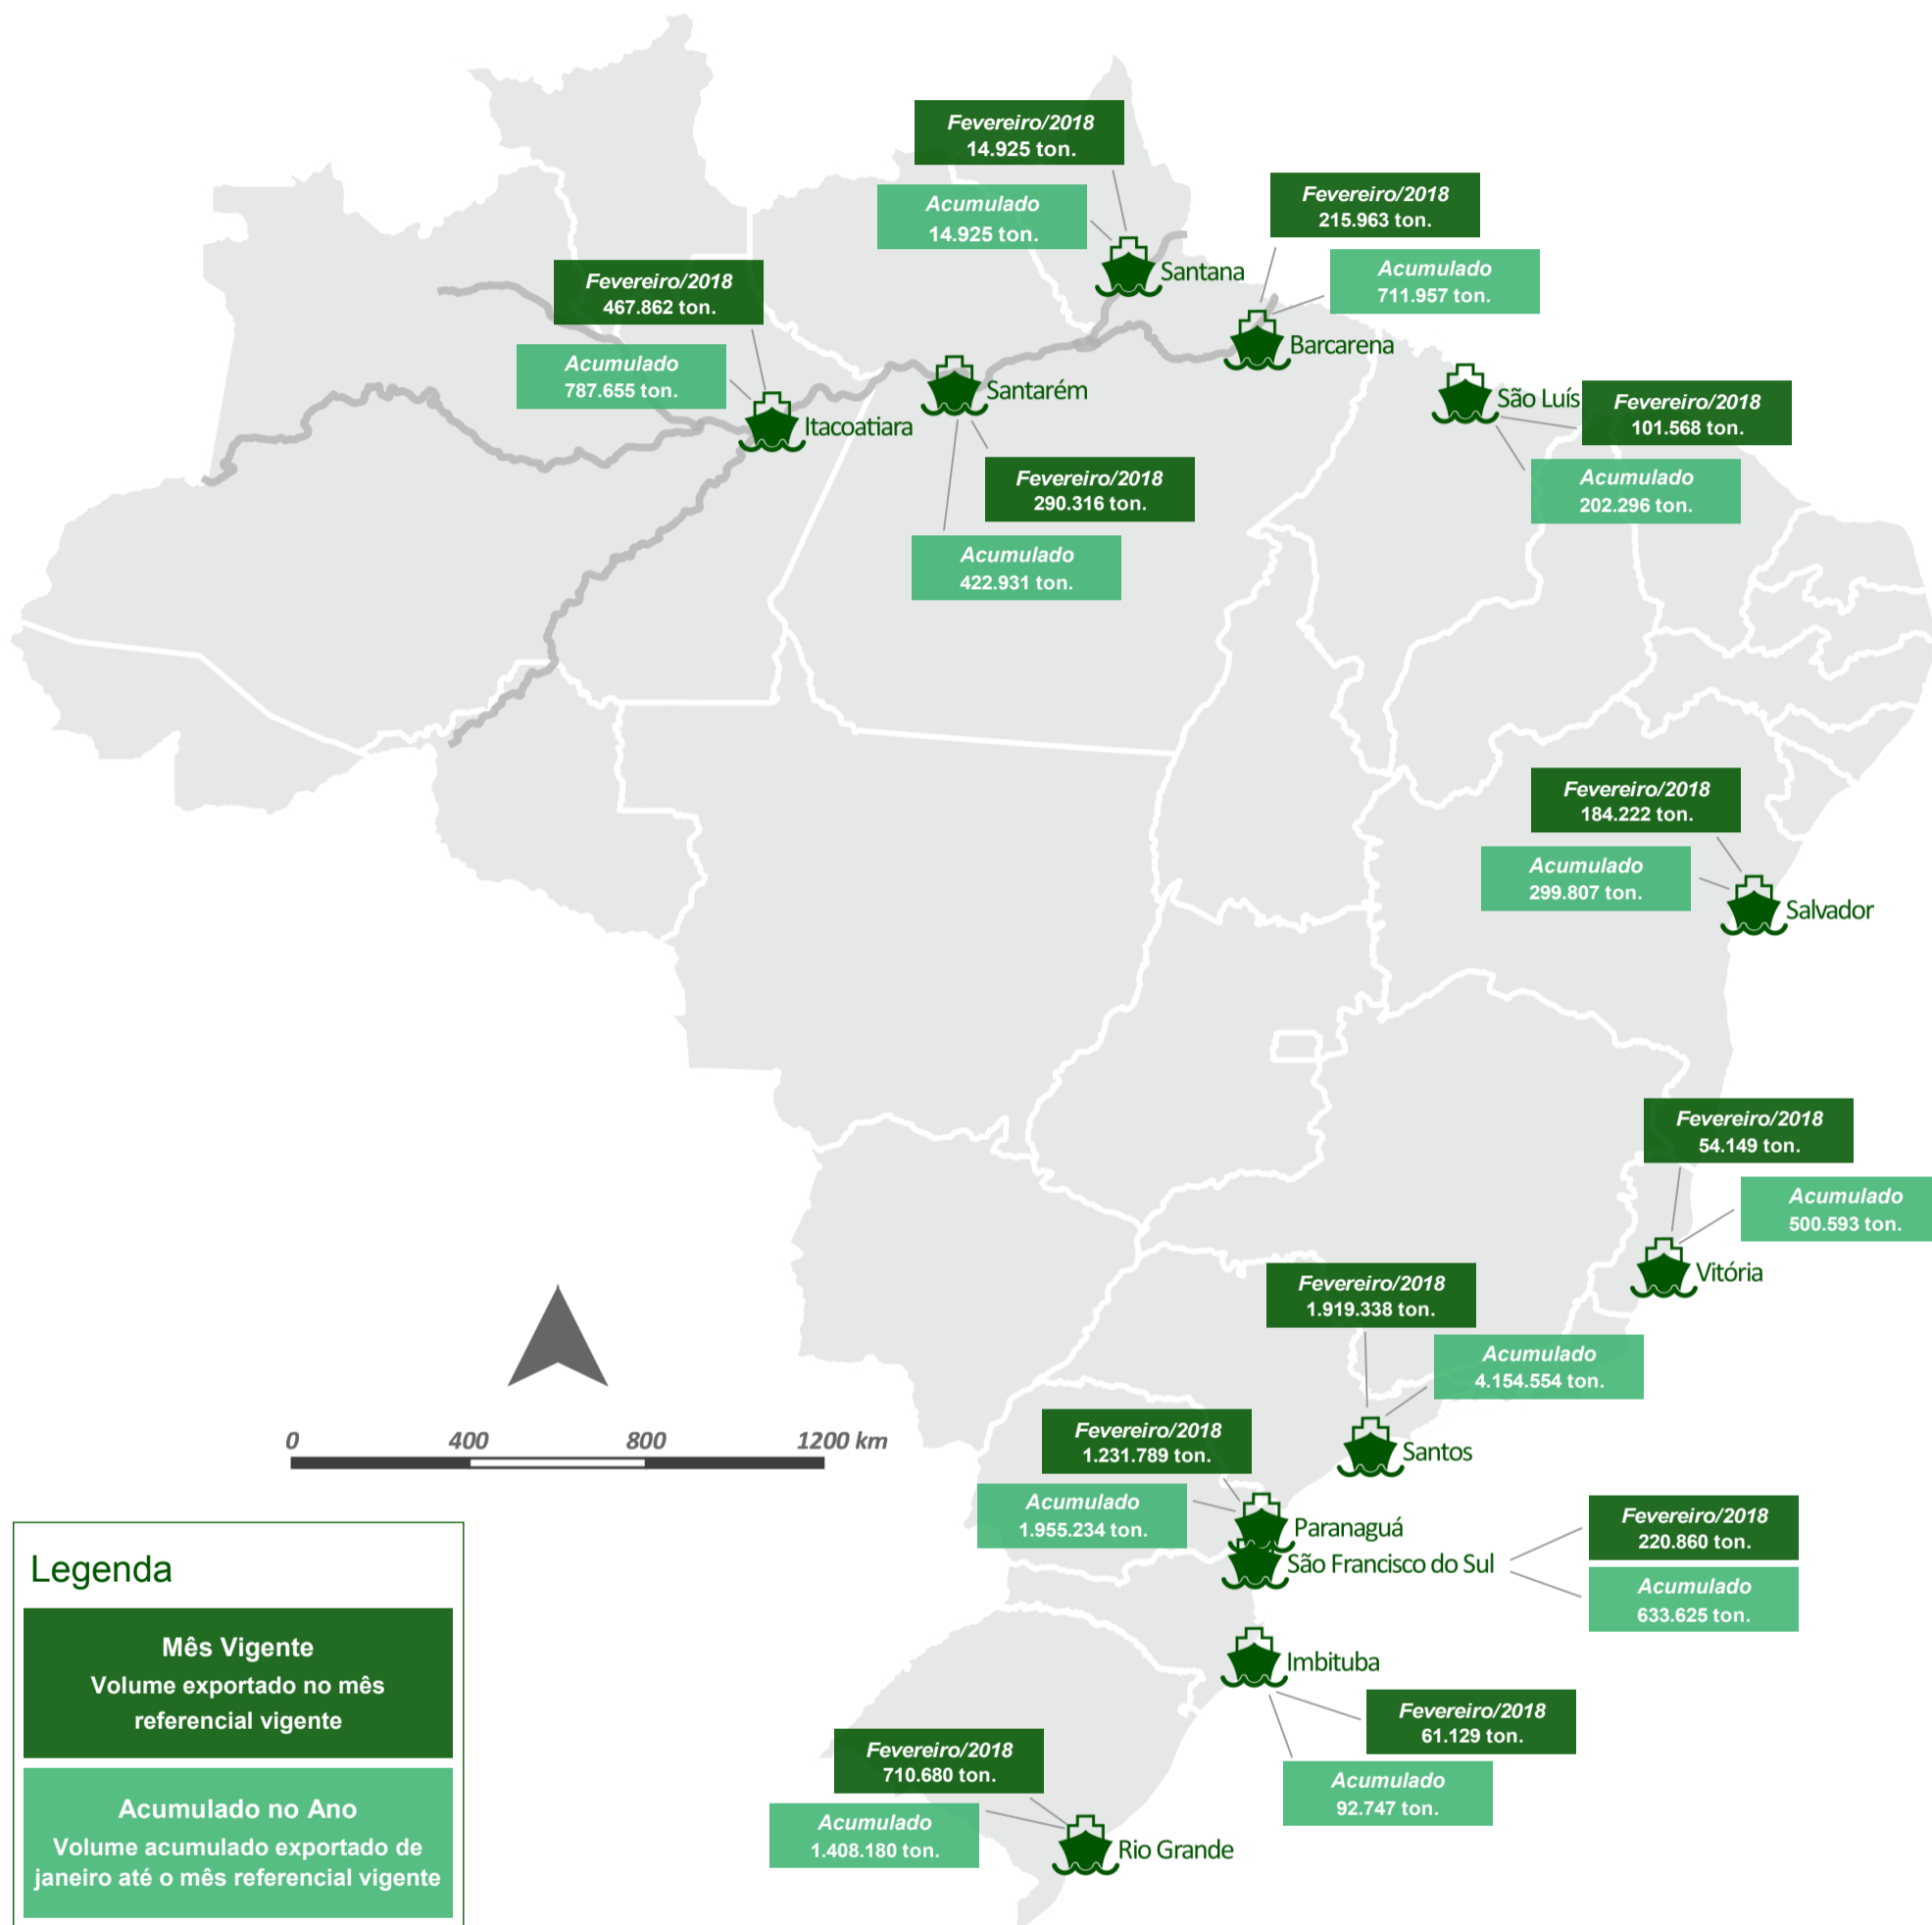 Fevereiro/2018
14.925 ton.
Acumulado
14.925 ton.
Santana
Fevereiro/2018
215.963 ton.
Acumulado
711.957 ton.
Barcarena
Fevereiro/2018
467.862 ton.
Acumulado
787.655 ton.
Itacoatiara
Santarém
Fevereiro/2018
290.316 ton.
Acumulado
422.931 ton.
São Luís
Fevereiro/2018
101.568 ton.
Acumulado
202.296 ton.
Fevereiro/2018
184.222 ton.
Acumulado
299.807 ton.
Salvador
Fevereiro/2018
54.149 ton.
Acumulado
500.593 ton.
Vitória
Fevereiro/2018
1.919.338 ton.
Acumulado
4.154.554 ton.
Santos
Fevereiro/2018
1.231.789 ton.
Acumulado
1.955.234 ton.
Paranaguá
São Francisco do Sul
Fevereiro/2018
220.860 ton.
Acumulado
633.625 ton.
Imbituba
Fevereiro/2018
61.129 ton.
Acumulado
92.747 ton.
Fevereiro/2018
710.680 ton.
Acumulado
1.408.180 ton.
Rio Grande
0 400 800 1200 km
Legenda
Mês Vigente
Volume exportado no mês
referencial vigente
Acumulado no Ano
Volume acumulado exportado de
janeiro até o mês referencial vigente